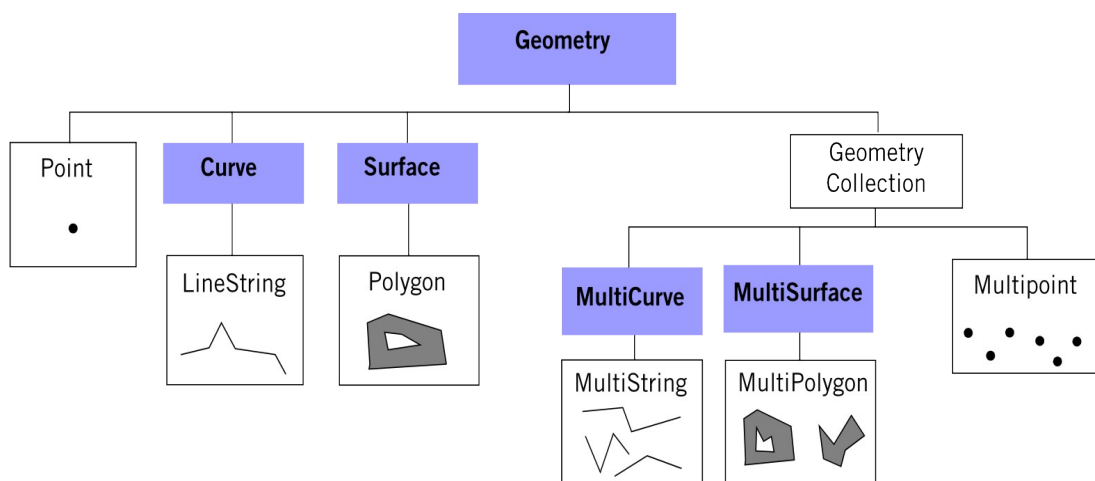 Geometry
Point
Curve
Surface
Geometry
Collection
LineString
Polygon
MultiCurve
MultiSurface
Multipoint
MultiString
MultiPolygon